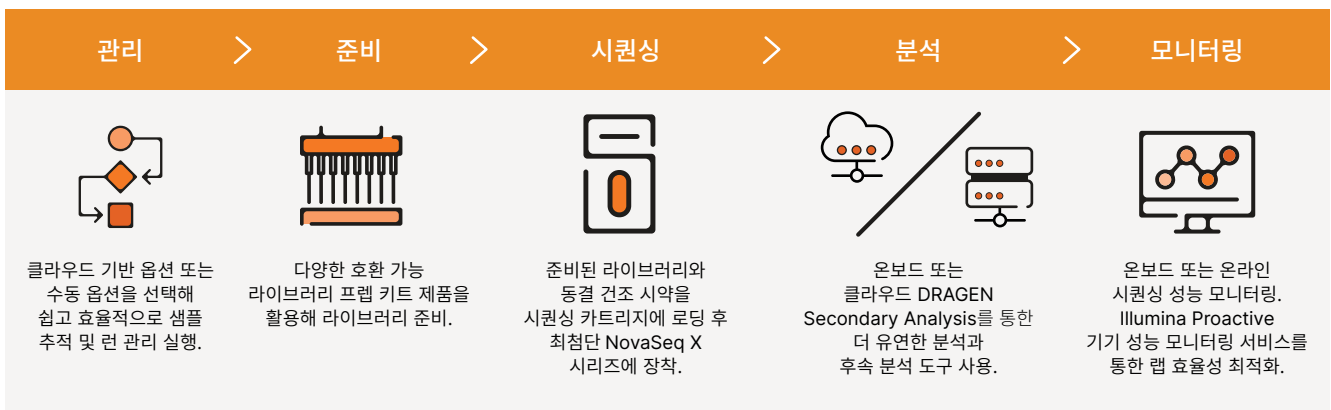 관리
준비
시퀀싱
분석
모니터링
클라우드 기반 옵션 또는
수동 옵션을 선택해
쉽고 효율적으로 샘플
추적 및 런 관리 실행.
다양한 호환 가능
라이브러리 프렙 키트 제품을
활용해 라이브러리 준비.
준비된 라이브러리와
동결 건조 시약을
시퀀싱 카트리지에 로딩 후
최첨단 NovaSeq X
시리즈에 장착.
온보드 또는
클라우드 DRAGEN
Secondary Analysis를 통한
더 유연한 분석과
후속 분석 도구 사용.
온보드 또는 온라인
시퀀싱 성능 모니터링.
Illumina Proactive
기기 성능 모니터링 서비스를
통한 랩 효율성 최적화.